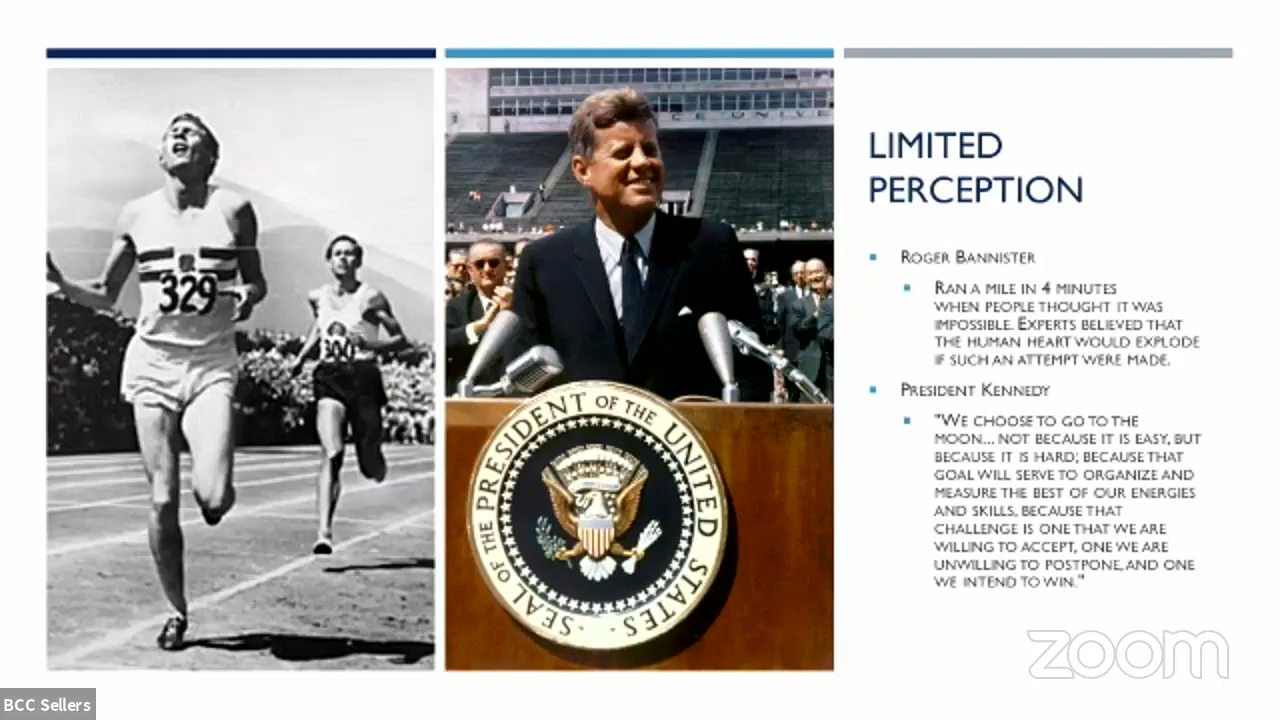 LIMITED
PERCEPTION
ROGER BANNISTER
RAN A MILE IN 4 MINUTES
WHEN PEOPLE THOUGHT IT WAS
IMPOSSIBLE. EXPERTS BELIEVED THAT
THE HUMAN HEART WOULD EXPLODE
IF SUCH AN ATTEMPT WERE MADE.
PRESIDENT KENNEDY
"WE CHOOSE TO GO TO THE
MOON... NOT BECAUSE IT IS EASY, BUT
BECAUSE IT IS HARD; BECAUSE THAT
GOAL WILL SERVE TO ORGANIZE AND
MEASURE THE BEST OF OUR ENERGIES
AND SKILLS, BECAUSE THAT
CHALLENGE IS ONE THAT WE ARE
WILLING TO ACCEPT, ONE WE ARE
UNWILLING TO POSTPONE, AND ONE
WE INTEND TO WIN."
329
CE UNIVE
SEAL OF THE PRESIDENT OF THE UNITED STATES
zoom
BCC Sellers